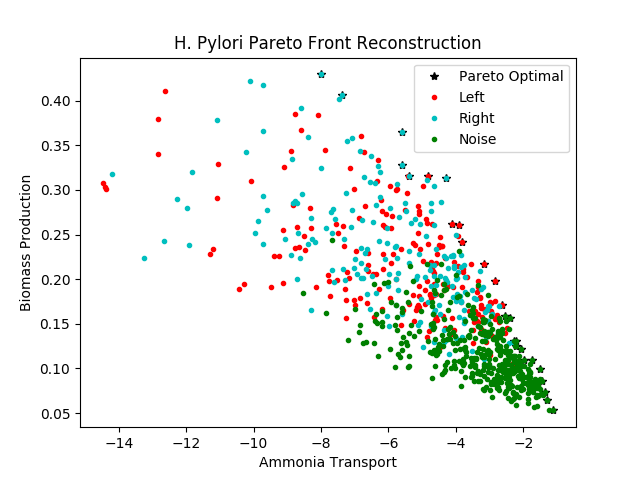 H. Pylori Pareto Front Reconstruction
Pareto Optimal
Left
Right
Noise
0.40
0.35
0.30
0.25
0.20
0.15
0.10
0.05
Biomass Production
−14 −12 −10 −8 −6 −4 −2
Ammonia Transport